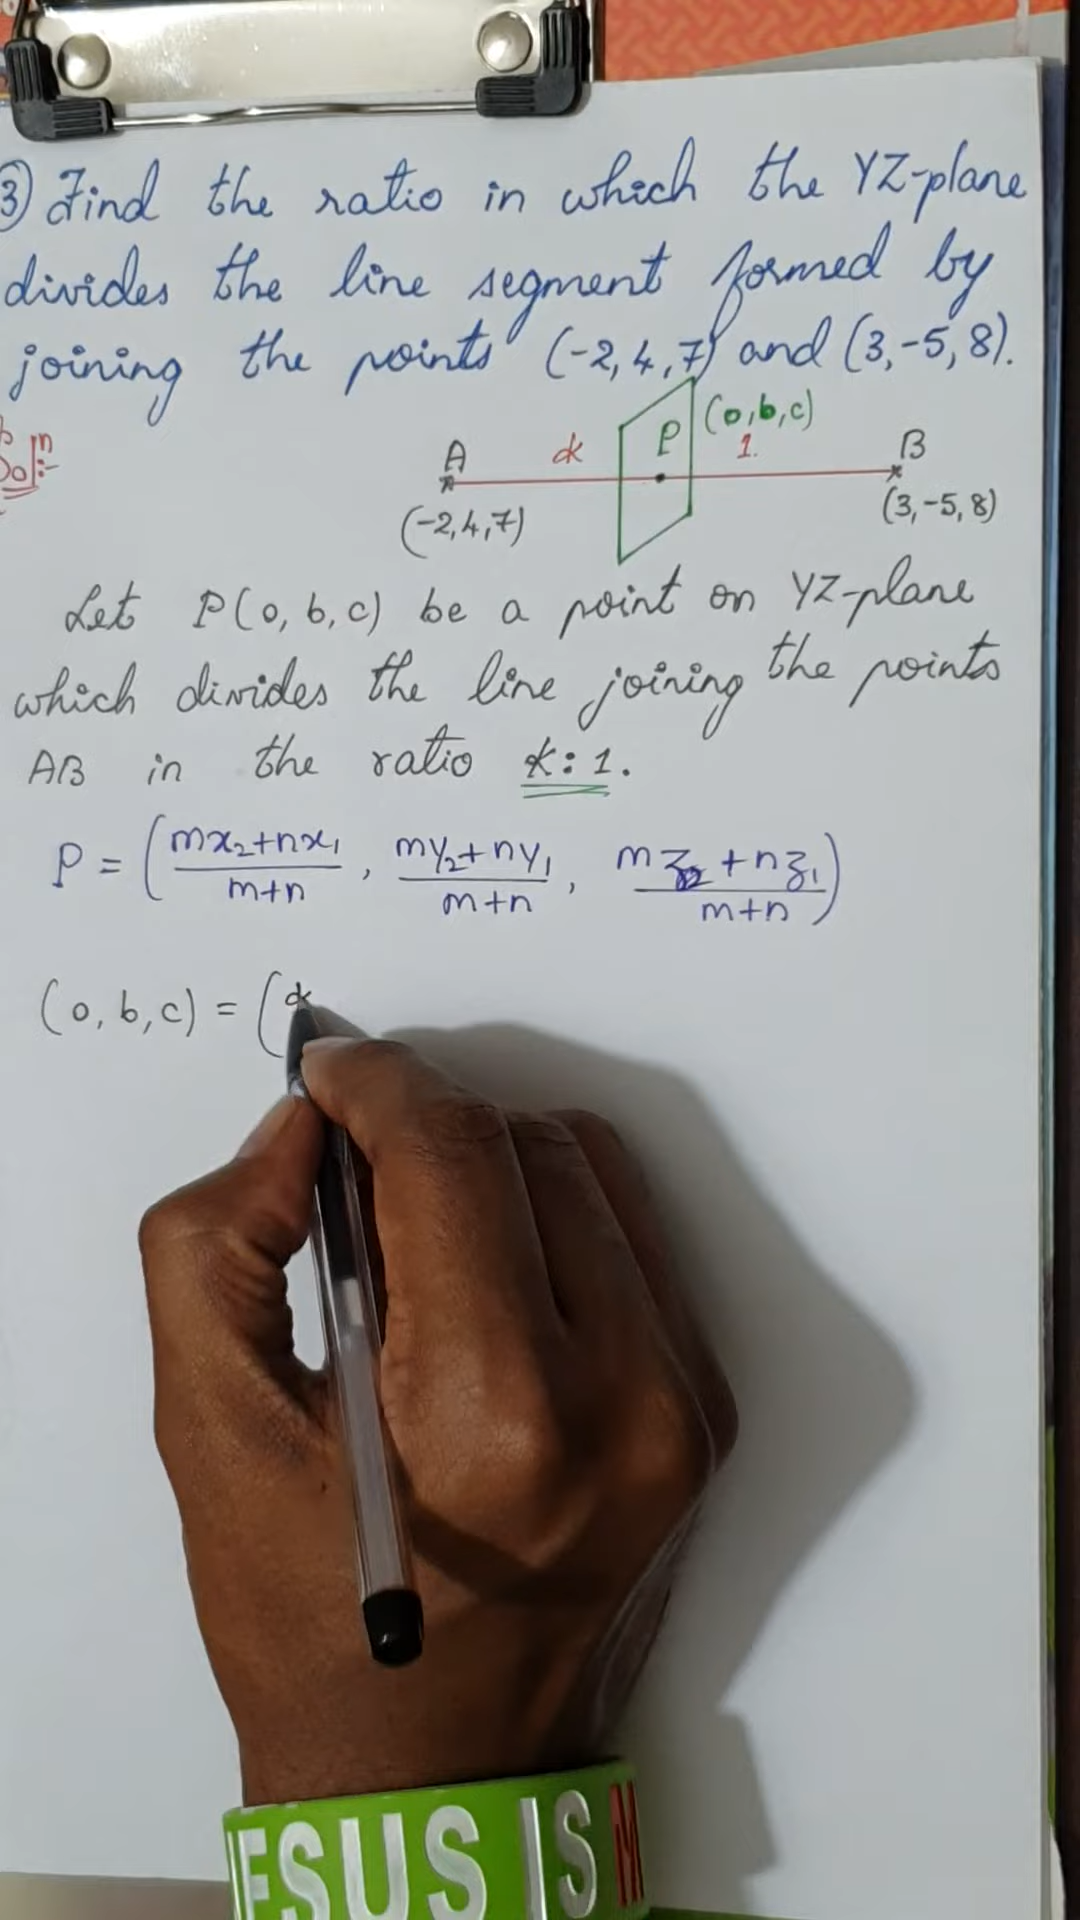 3) Find the ratio in which the YZ-plane
divides the line segment formed by
joining the points (-2,4,7) and (3,-5,8).
Sol:-
n
(0,b,c)
A k P 1. B
(-2,4,7) (3,-5,8)
Let P(0, b, c) be a point on YZ-plane
which divides the line joining the points
AB in the ratio k:1.
P = (mx₂+nx₁/m+n, my₂+ny₁/m+n, mz₂+nz₁/m+n)
(0, b, c) = (k
ESUS IS M